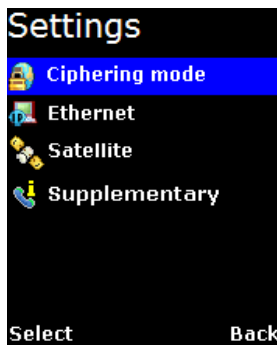 Settings
Ciphering mode
Ethernet
Satellite
Supplementary
Select Back